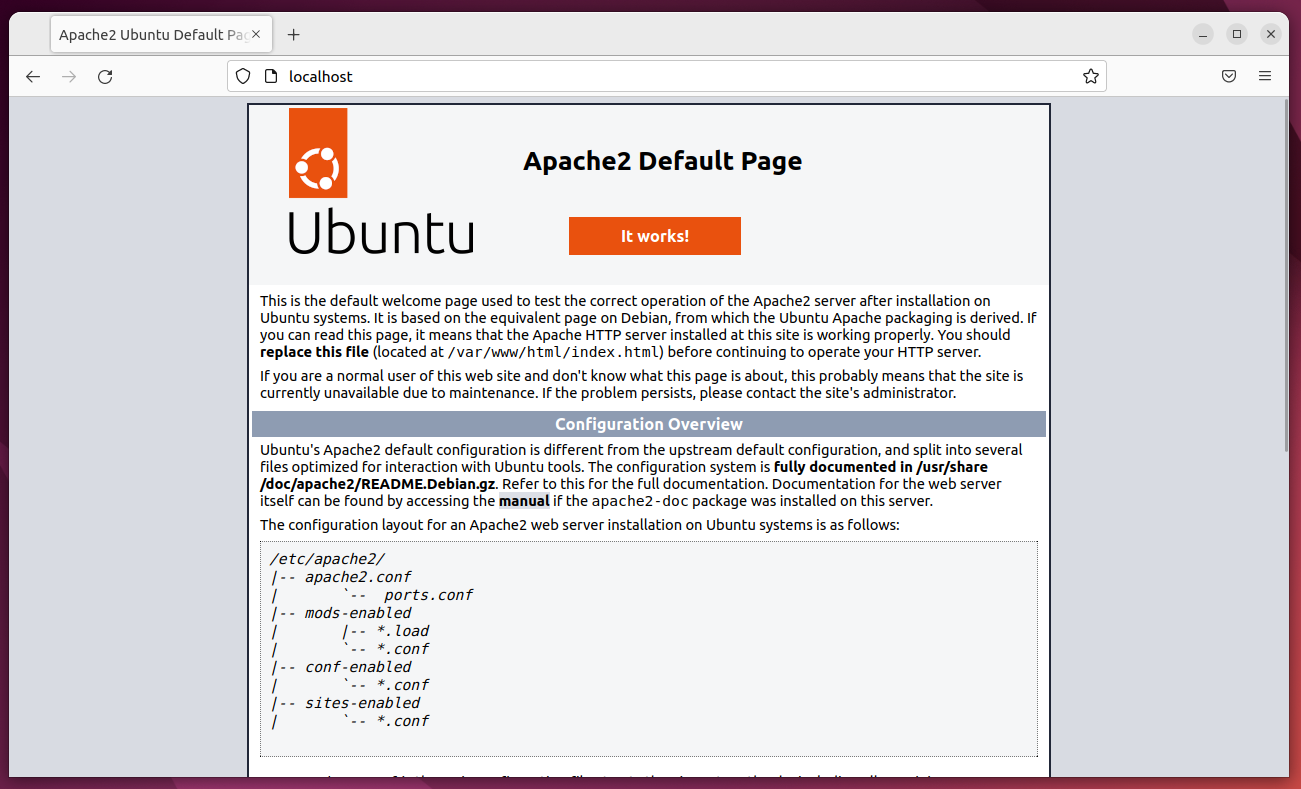 Apache2 Ubuntu Default Pag
localhost
Apache2 Default Page
Ubuntu
It works!
This is the default welcome page used to test the correct operation of the Apache2 server after installation on
Ubuntu systems. It is based on the equivalent page on Debian, from which the Ubuntu Apache packaging is derived. If
you can read this page, it means that the Apache HTTP server installed at this site is working properly. You should
replace this file (located at /var/www/html/index.html) before continuing to operate your HTTP server.
If you are a normal user of this web site and don't know what this page is about, this probably means that the site is
currently unavailable due to maintenance. If the problem persists, please contact the site's administrator.
Configuration Overview
Ubuntu's Apache2 default configuration is different from the upstream default configuration, and split into several
files optimized for interaction with Ubuntu tools. The configuration system is fully documented in /usr/share
/doc/apache2/README.Debian.gz. Refer to this for the full documentation. Documentation for the web server
itself can be found by accessing the manual if the apache2-doc package was installed on this server.
The configuration layout for an Apache2 web server installation on Ubuntu systems is as follows:
/etc/apache2/
|-- apache2.conf
|       `--  ports.conf
|-- mods-enabled
|       |-- *.load
|       `-- *.conf
|-- conf-enabled
|       `-- *.conf
|-- sites-enabled
|       `-- *.conf